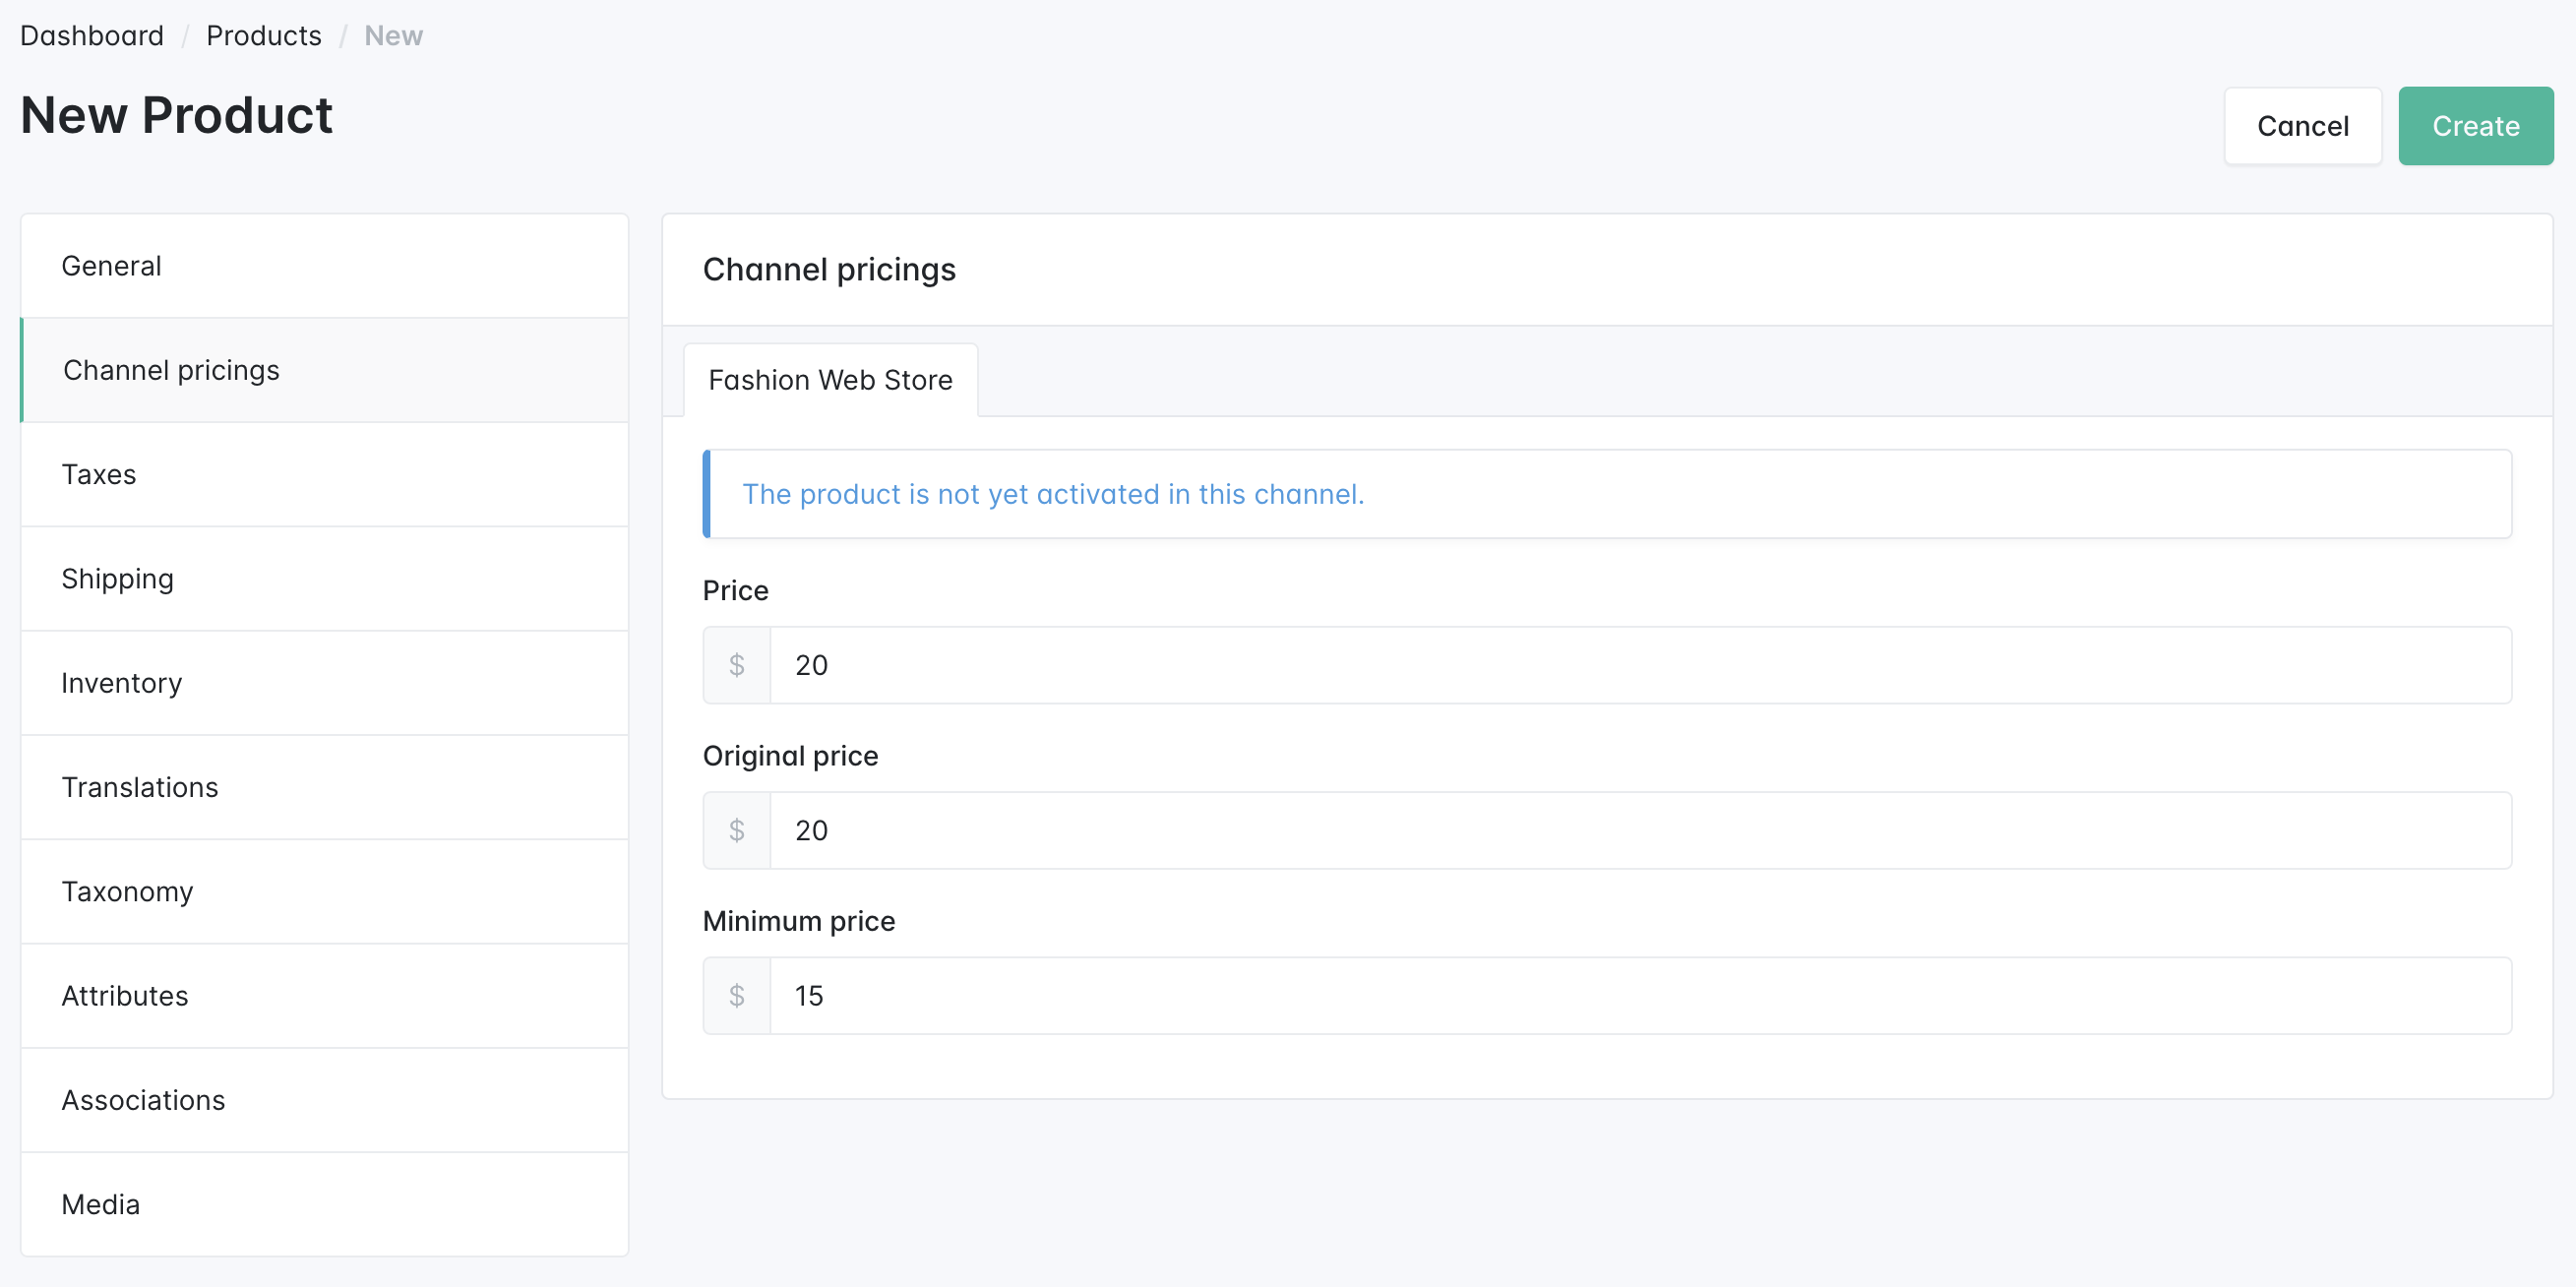 Dashboard / Products / New
New Product
Cancel
Create
General
Channel pricings
Taxes
Shipping
Inventory
Translations
Taxonomy
Attributes
Associations
Media
Channel pricings
Fashion Web Store
The product is not yet activated in this channel.
Price
$ 20
Original price
$ 20
Minimum price
$ 15